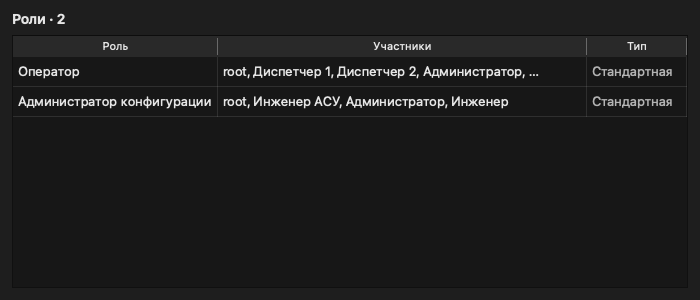 Роли · 2
Роль Участники Тип
Оператор root, Диспетчер 1, Диспетчер 2, Администратор, ... Стандартная
Администратор конфигурации root, Инженер АСУ, Администратор, Инженер Стандартная